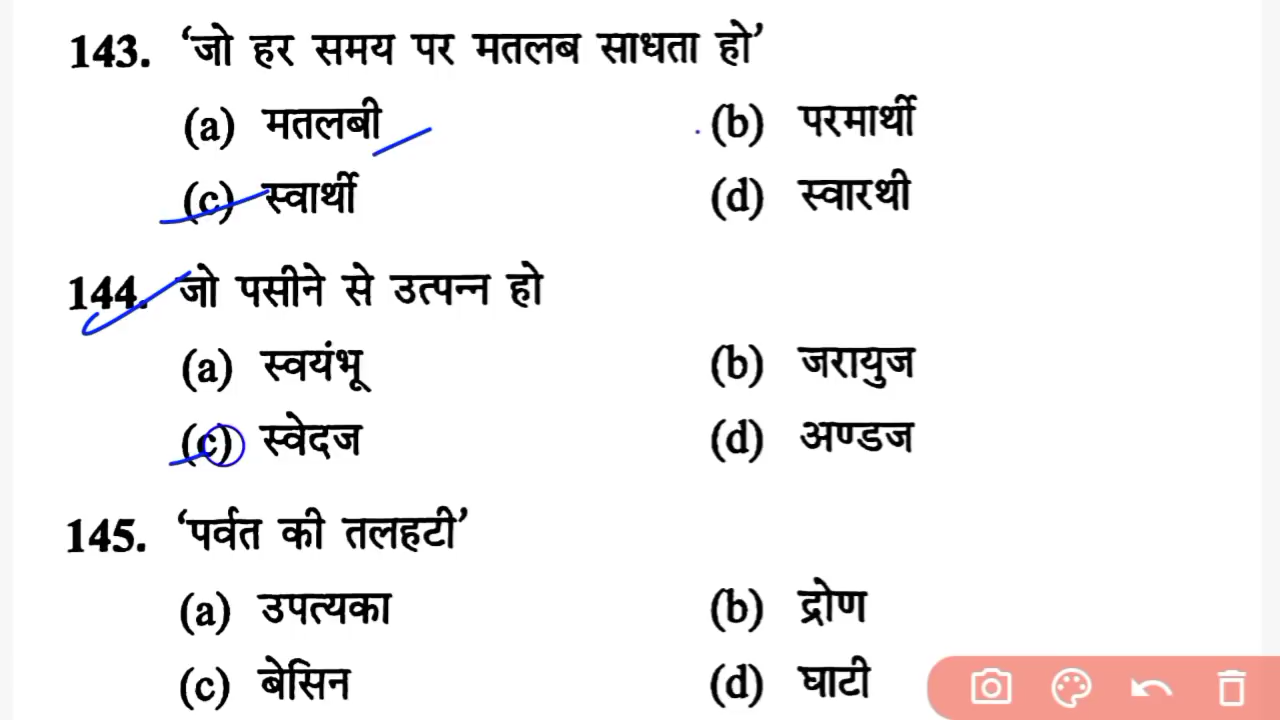 143. ‘जो हर समय पर मतलब साधता हो’
(a) मतलबी (b) परमार्थी
(c) स्वार्थी (d) स्वारथी
144. जो पसीने से उत्पन्न हो
(a) स्वयंभू (b) जरायुज
(c) स्वेदज (d) अण्डज
145. ‘पर्वत की तलहटी’
(a) उपत्यका (b) द्रोण
(c) बेसिन (d) घाटी